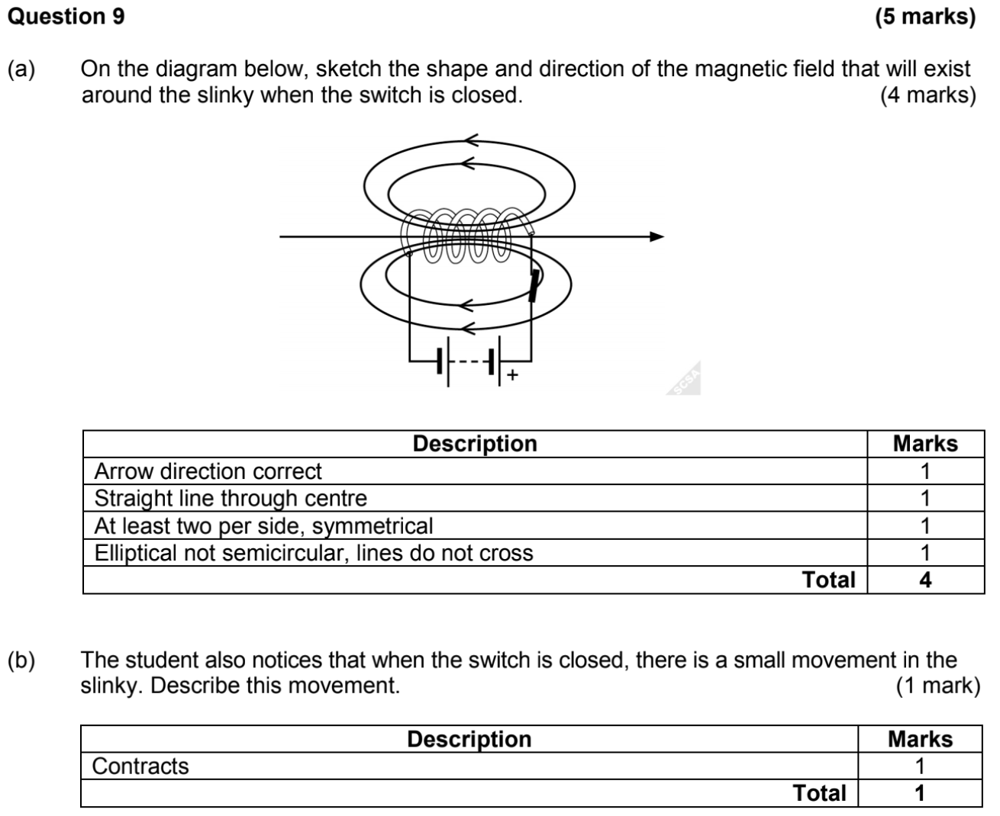 Question 9 (5 marks)
(a) On the diagram below, sketch the shape and direction of the magnetic field that will exist
around the slinky when the switch is closed. (4 marks)
+
SCSA
Description Marks
Arrow direction correct 1
Straight line through centre 1
At least two per side, symmetrical 1
Elliptical not semicircular, lines do not cross 1
Total 4
(b) The student also notices that when the switch is closed, there is a small movement in the
slinky. Describe this movement. (1 mark)
Description Marks
Contracts 1
Total 1